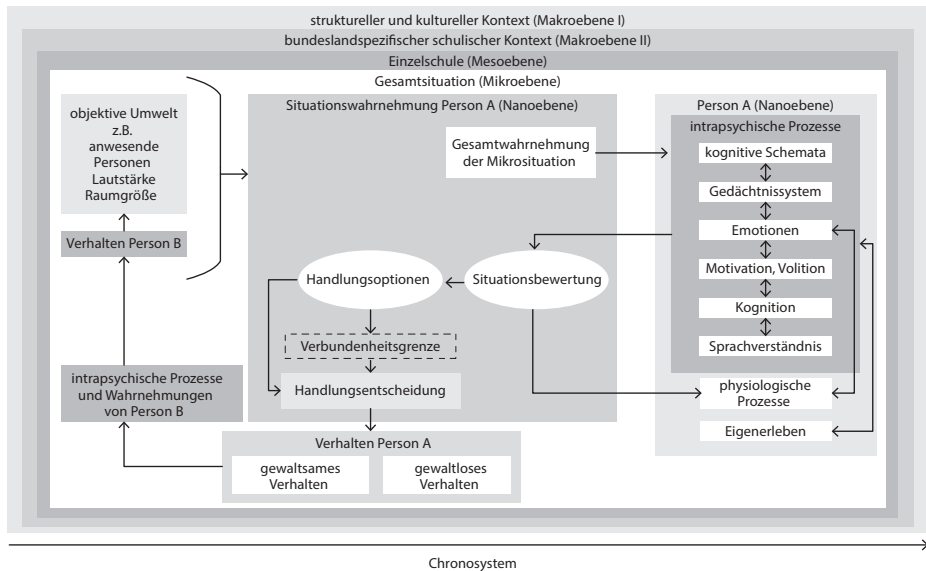 struktureller und kultureller Kontext (Makroebene I)
bundeslandspezifischer schulischer Kontext (Makroebene II)
Einzelschule (Mesoebene)
Gesamtsituation (Mikroebene)
objektive Umwelt
z.B.
anwesende
Personen
Lautstärke
Raumgröße
Verhalten Person B
intrapsychische Prozesse
und Wahrnehmungen
von Person B
Situationswahrnehmung Person A (Nanoebene)
Gesamtwahrnehmung
der Mikrosituation
Handlungsoptionen
Situationsbewertung
Verbundenheitsgrenze
Handlungsentscheidung
Verhalten Person A
gewaltsames
Verhalten
gewaltloses
Verhalten
Person A (Nanoebene)
intrapsychische Prozesse
kognitive Schemata
Gedächtnissystem
Emotionen
Motivation, Volition
Kognition
Sprachverständnis
physiologische
Prozesse
Eigenerleben
Chronosystem